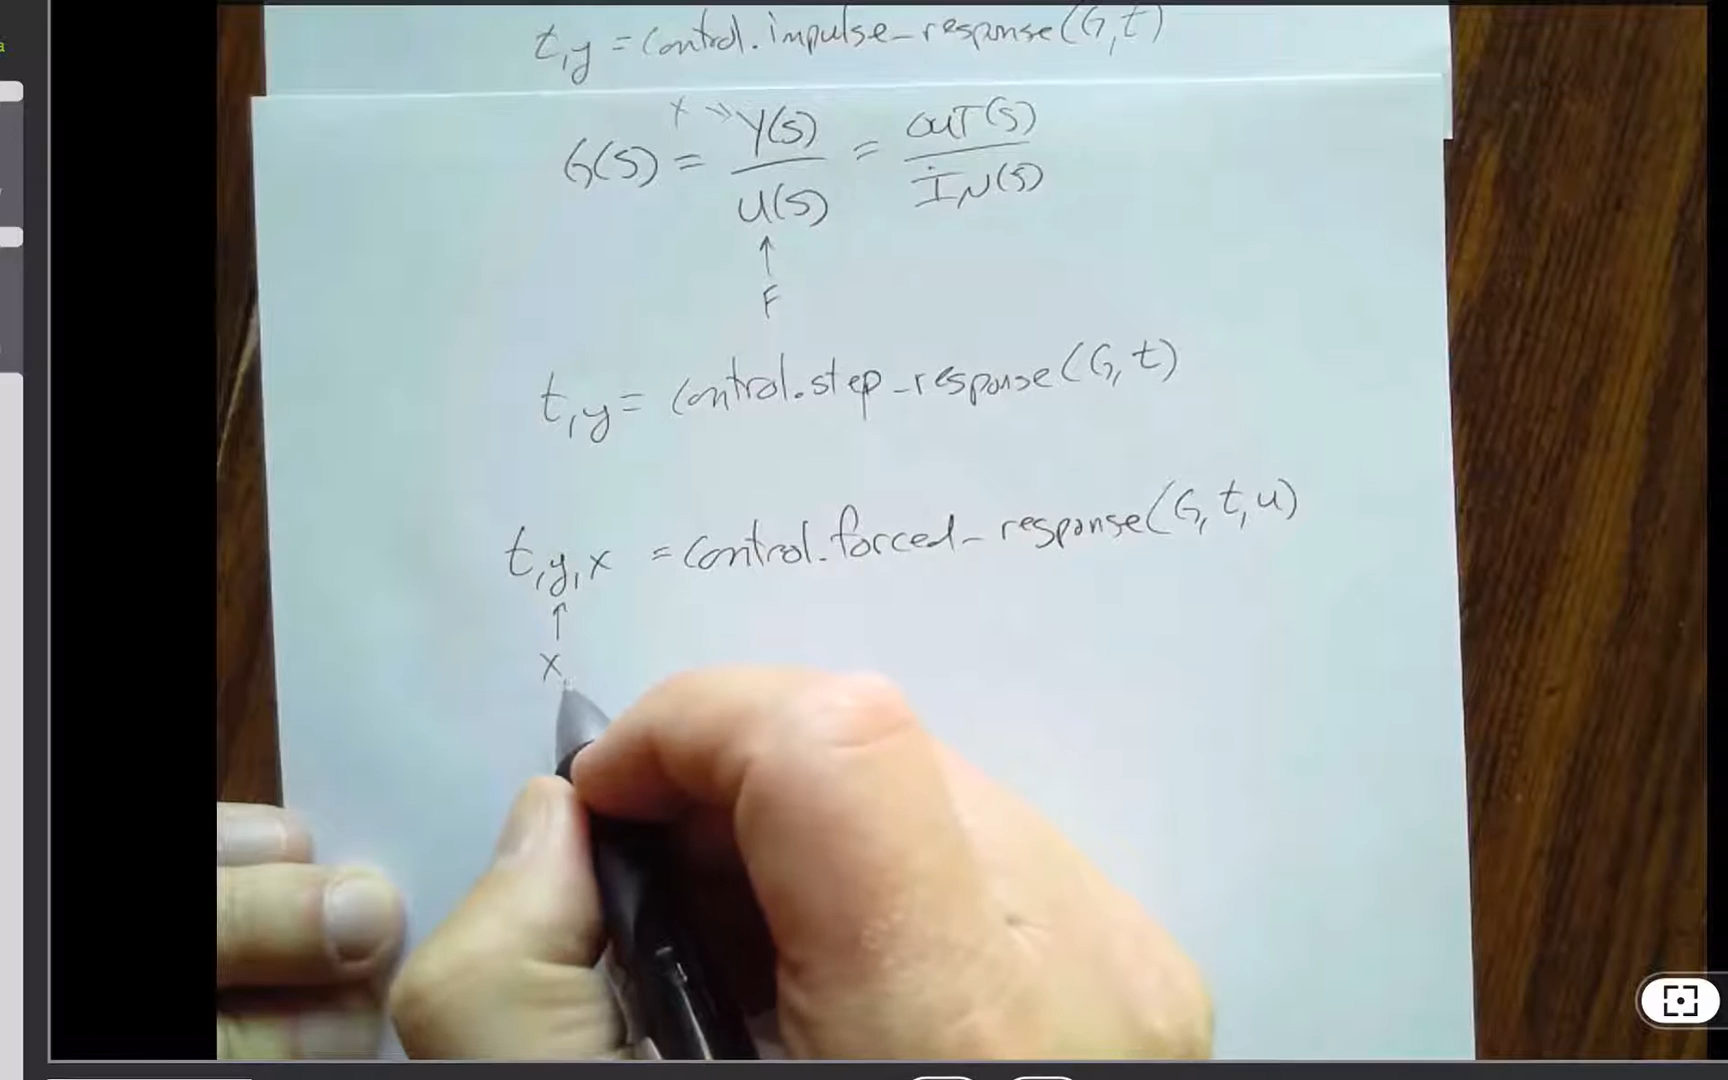 t,y = control.impulse_response(G,t)
x → Y(s) OUT(s)
G(s) = =
U(s) IN(s)
↑
F
t,y = control.step_response(G,t)
t,y,x = control.forced_response(G,t,u)
↑
x